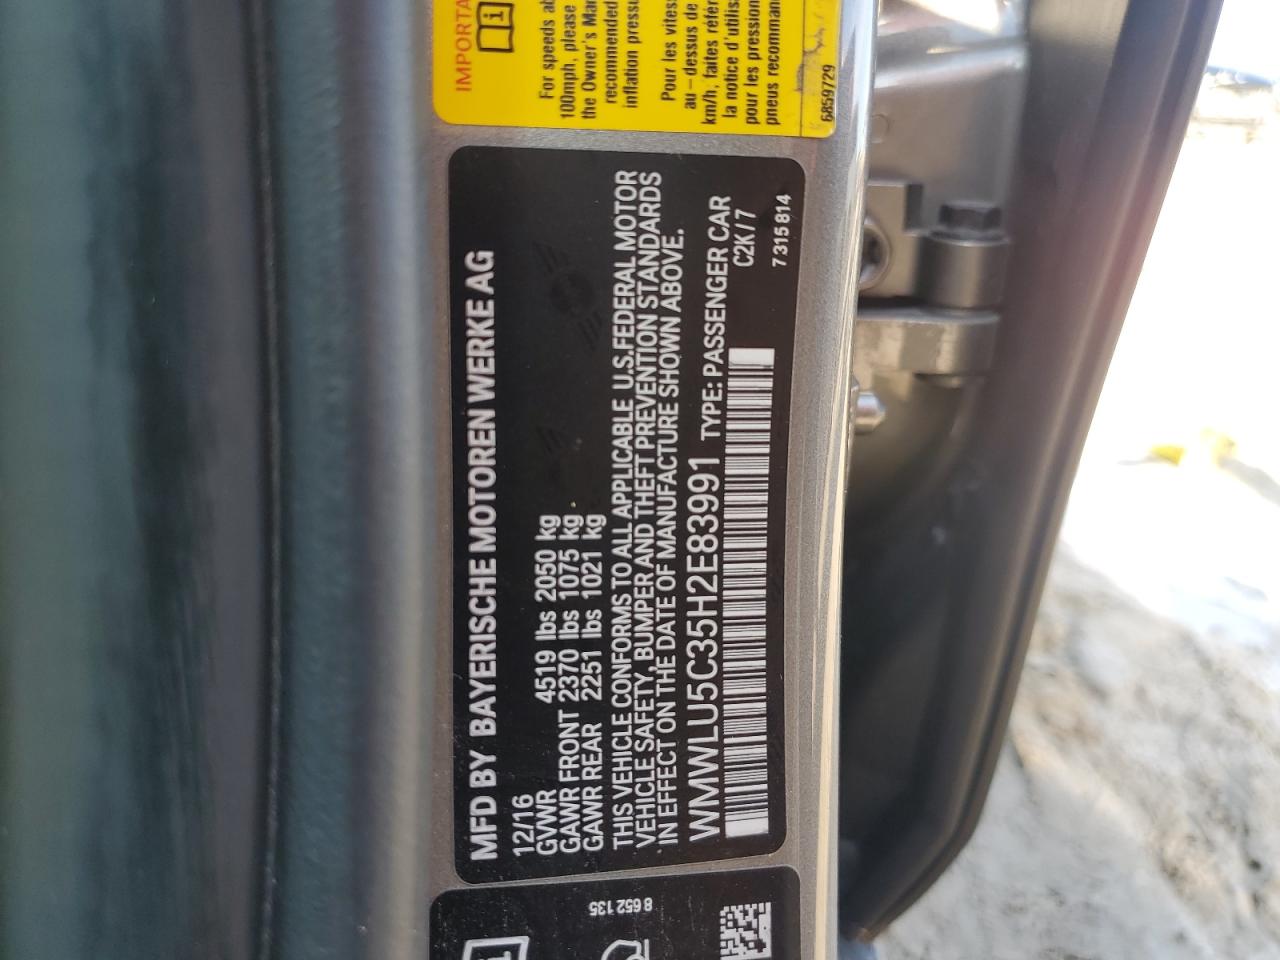 MFD BY BAYERISCHE MOTOREN WERKE AG
12/16
GVWR 4519 lbs 2050 kg
GAWR FRONT 2370 lbs 1075 kg
GAWR REAR 2251 lbs 1021 kg
THIS VEHICLE CONFORMS TO ALL APPLICABLE U.S.FEDERAL MOTOR
VEHICLE SAFETY, BUMPER AND THEFT PREVENTION STANDARDS
IN EFFECT ON THE DATE OF MANUFACTURE SHOWN ABOVE.
WMWLU5C35H2E83991 TYPE: PASSENGER CAR
C2K/7
7 315 814
IMPORTA
For speeds ab
100mph, please
the Owner's Man
recommended
inflation pressu
Pour les vitess
au - dessus de
km/h, faites référ
la notice d'utilis
pour les pression
pneus recomman
6859729
8 652 135